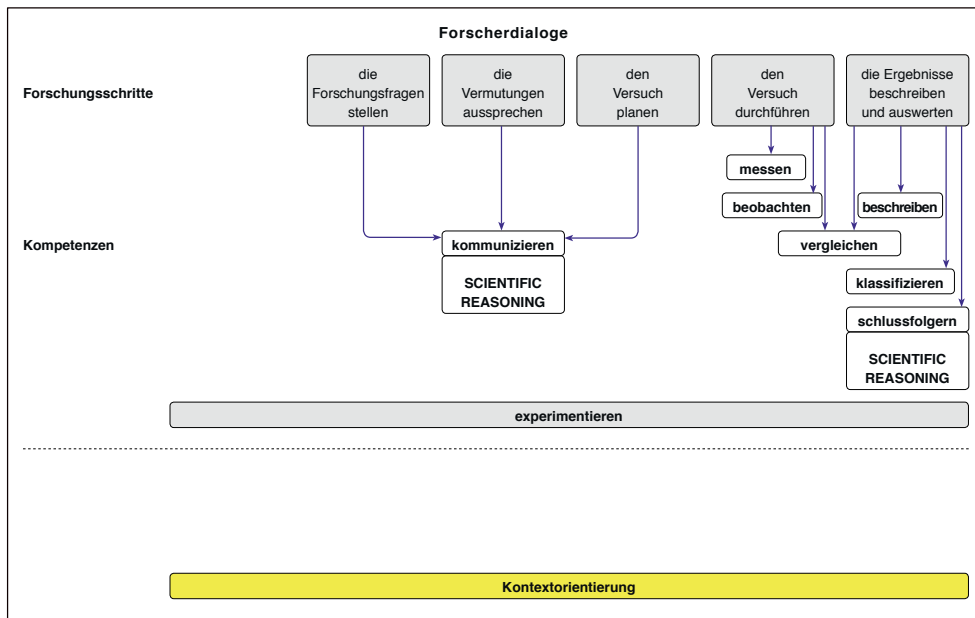 Forscherdialoge
Forschungsschritte
die
Forschungsfragen
stellen
die
Vermutungen
aussprechen
den
Versuch
planen
den
Versuch
durchführen
die Ergebnisse
beschreiben
und auswerten
messen
beobachten
beschreiben
Kompetenzen
kommunizieren
vergleichen
SCIENTIFIC
REASONING
klassifizieren
schlussfolgern
SCIENTIFIC
REASONING
experimentieren
Kontextorientierung